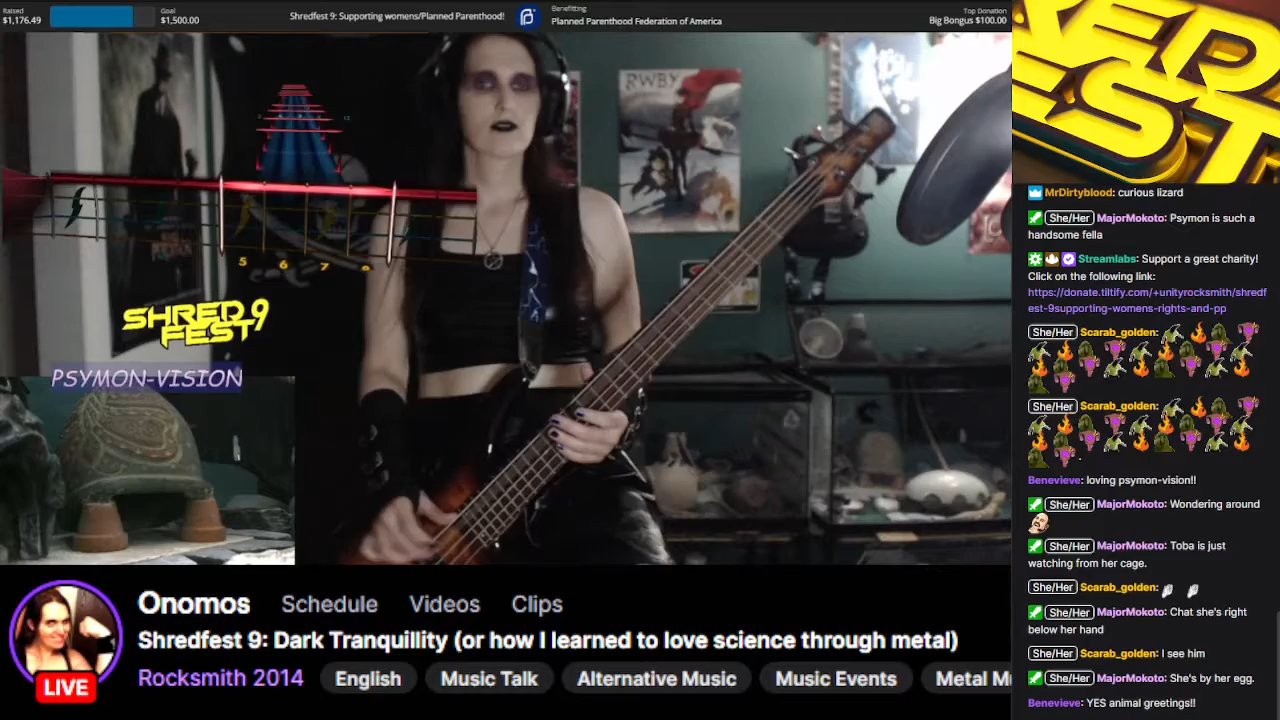 Raised
$1,176.49
Goal
$1,500.00
Shredfest 9: Supporting womens/Planned Parenthood!
Benefitting
Planned Parenthood Federation of America
Top Donation
Big Bongus $100.00
RWBY
5 6 7
SHRED 9
FEST
PSYMON-VISION
RED
EST
MrDirtyblood: curious lizard
She/Her MajorMokoto: Psymon is such a
handsome fella
Streamlabs: Support a great charity!
Click on the following link:
https://donate.tiltify.com/+unityrocksmith/shredf
est-9supporting-womens-rights-and-pp
She/Her Scarab_golden:
She/Her Scarab_golden:
Benevieve: loving psymon-vision!!
She/Her MajorMokoto: Wondering around
She/Her MajorMokoto: Toba is just
watching from her cage.
She/Her Scarab_golden:
She/Her MajorMokoto: Chat she's right
below her hand
She/Her Scarab_golden: I see him
She/Her MajorMokoto: She's by her egg.
Benevieve: YES animal greetings!!
Onomos Schedule Videos Clips
Shredfest 9: Dark Tranquillity (or how I learned to love science through metal)
LIVE
Rocksmith 2014 English Music Talk Alternative Music Music Events Metal Mu